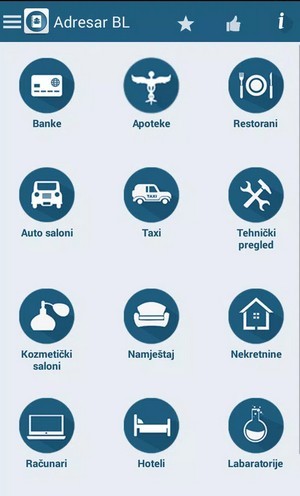 Adresar BL
Banke
Apoteke
Restorani
Auto saloni
TAXI
Taxi
Tehnički
pregled
Kozmetički
saloni
Namještaj
Nekretnine
Računari
Hoteli
Labaratorije